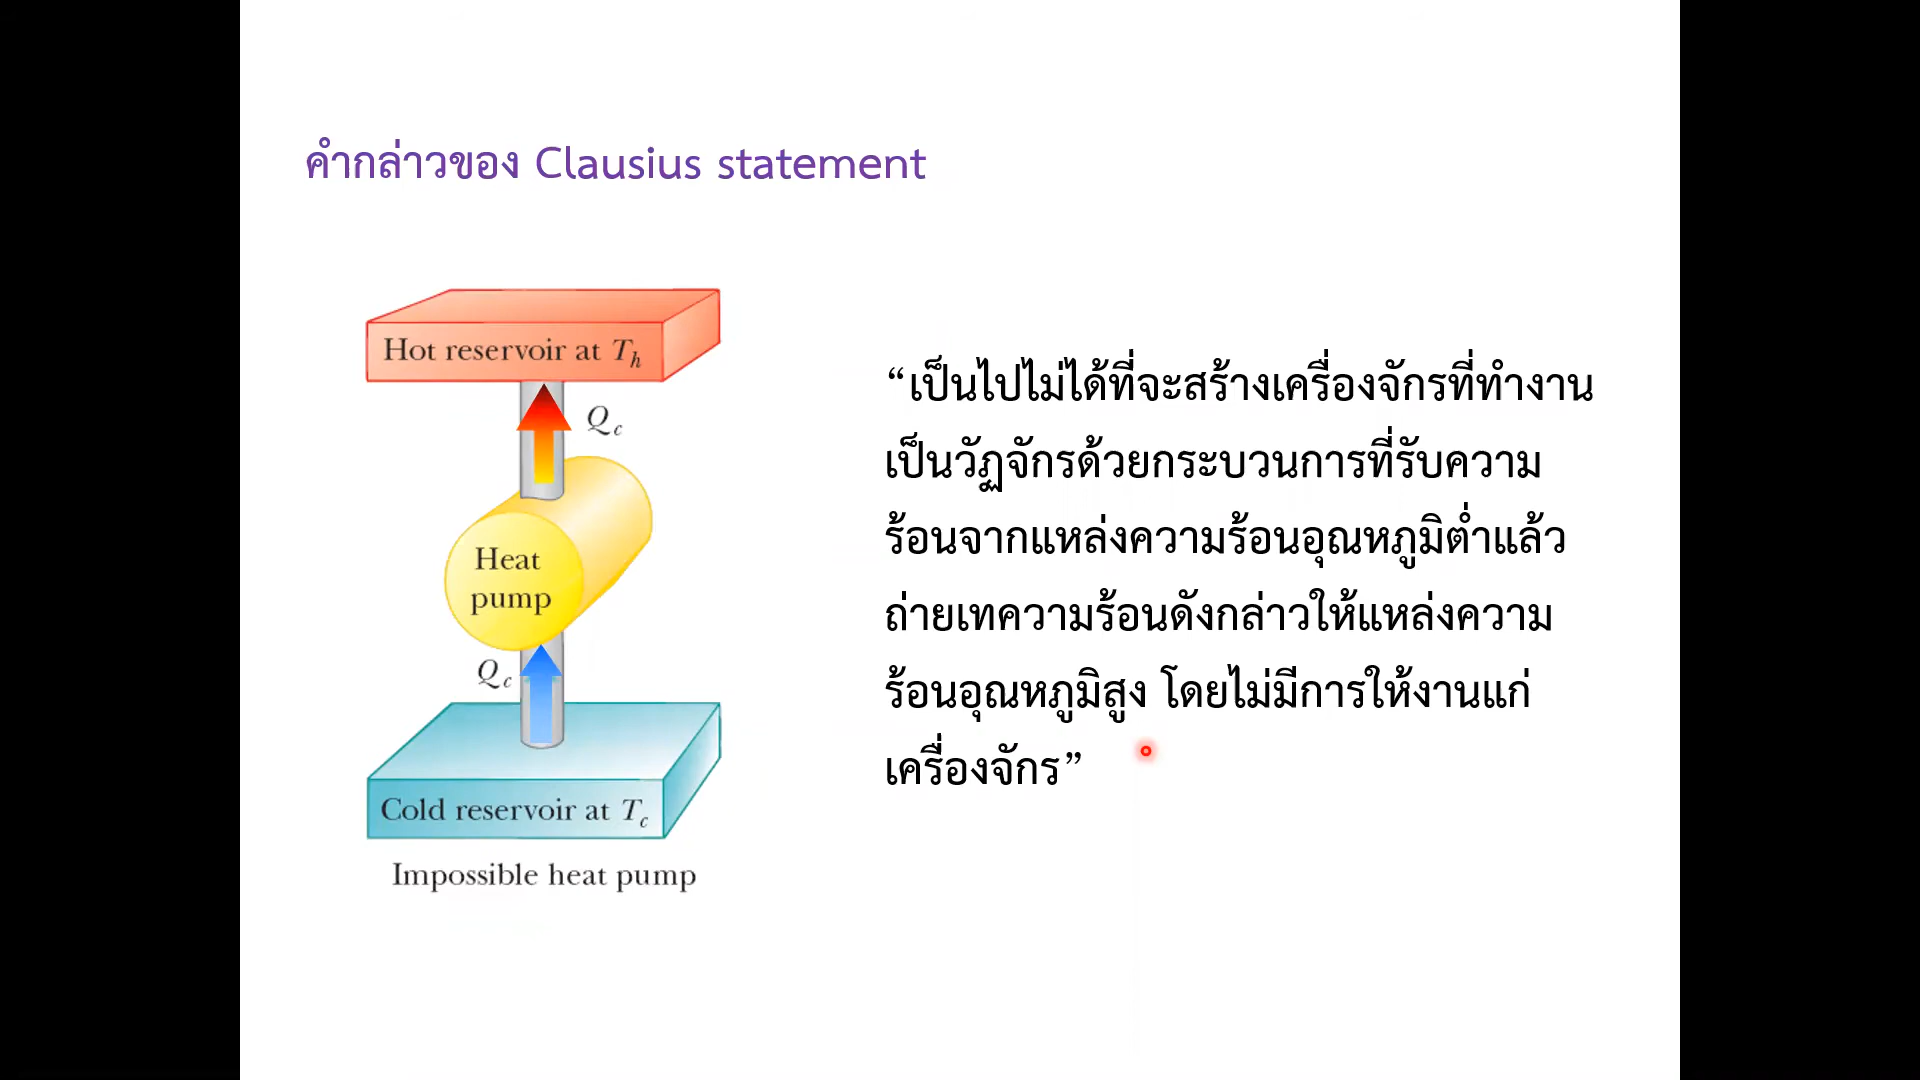 คำกล่าวของ Clausius statement
Hot reservoir at Th
Qc
Heat
pump
Qc
Cold reservoir at Tc
Impossible heat pump
“เป็นไปไม่ได้ที่จะสร้างเครื่องจักรที่ทำงาน
เป็นวัฏจักรด้วยกระบวนการที่รับความ
ร้อนจากแหล่งความร้อนอุณหภูมิต่ำแล้ว
ถ่ายเทความร้อนดังกล่าวให้แหล่งความ
ร้อนอุณหภูมิสูง โดยไม่มีการให้งานแก่
เครื่องจักร”